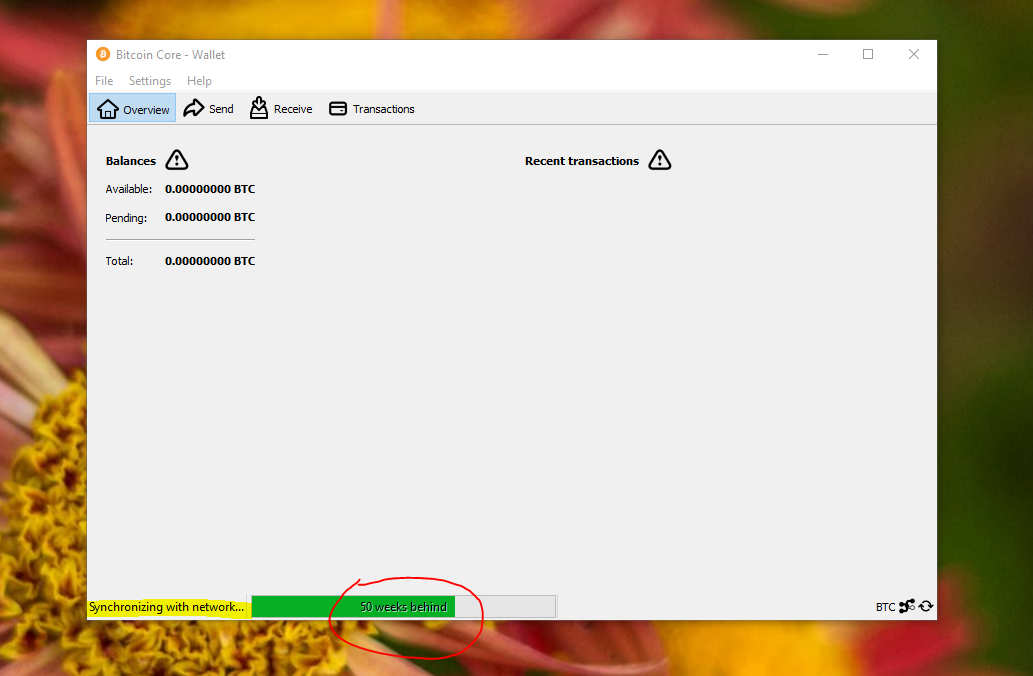 Bitcoin Core - Wallet
File Settings Help
Overview Send Receive Transactions
Balances Recent transactions
Available: 0.00000000 BTC
Pending: 0.00000000 BTC
Total: 0.00000000 BTC
Synchronizing with network... 50 weeks behind BTC